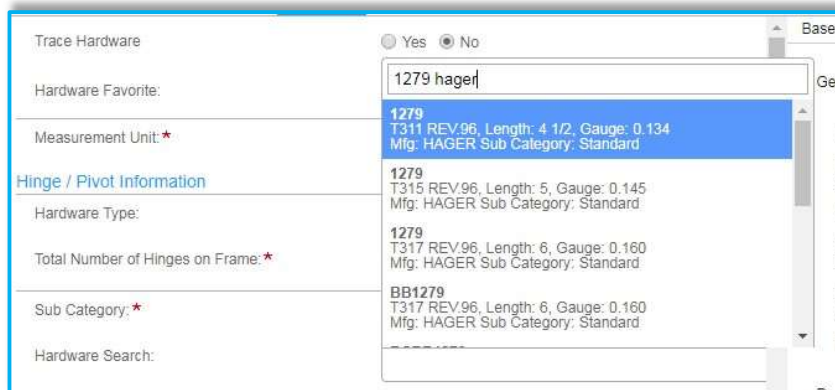 Trace Hardware
Yes No
Base
1279 hager
Ge
Hardware Favorite:
1279
T311 REV.96, Length: 4 1/2, Gauge: 0.134
Mfg: HAGER Sub Category: Standard
Measurement Unit:*
1279
T315 REV.96, Length: 5, Gauge: 0.145
Mfg: HAGER Sub Category: Standard
Hinge / Pivot Information
Hardware Type:
1279
T317 REV.96, Length: 6, Gauge: 0.160
Mfg: HAGER Sub Category: Standard
Total Number of Hinges on Frame:*
BB1279
T317 REV.96, Length: 6, Gauge: 0.160
Mfg: HAGER Sub Category: Standard
Sub Category:*
Hardware Search: